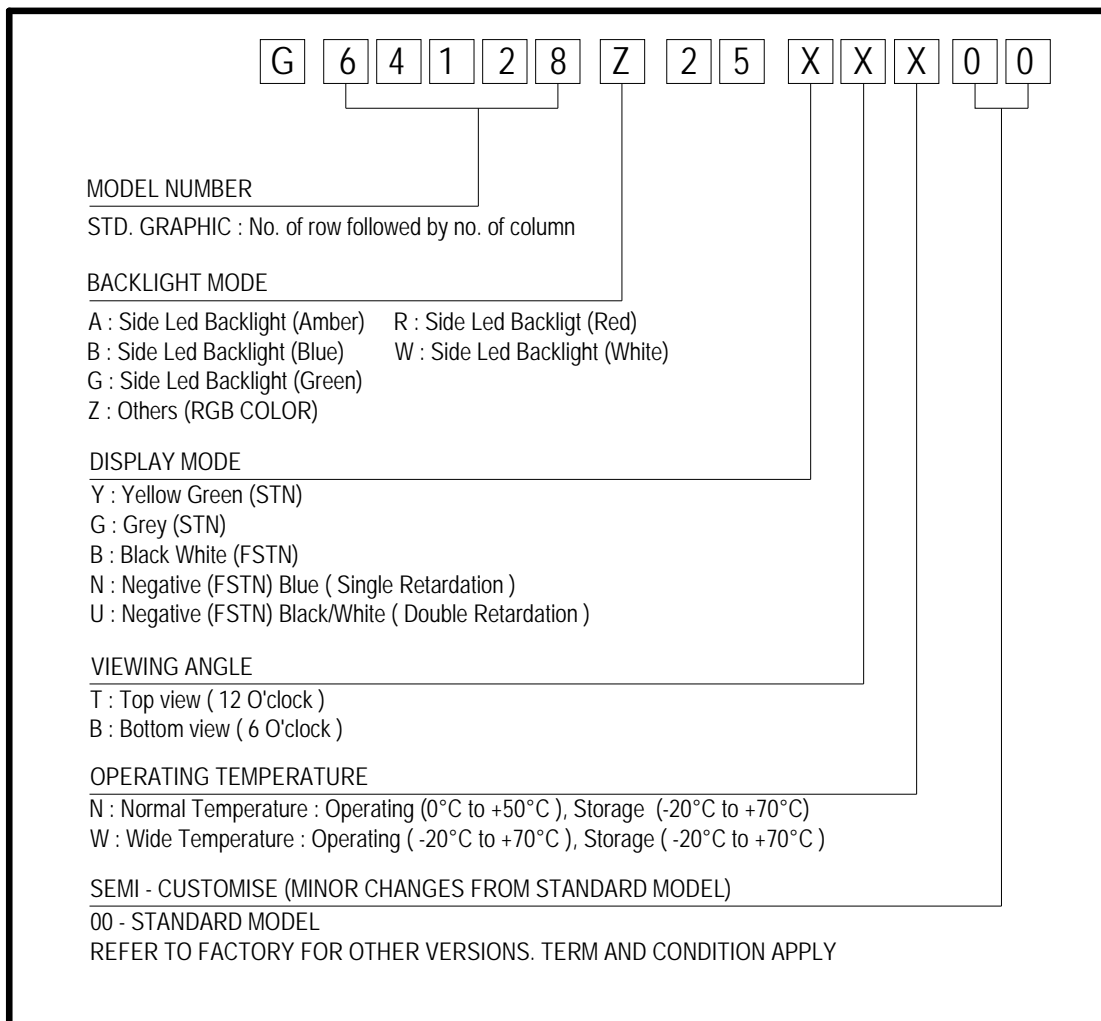 G 6 4 1 2 8 Z 2 5 X X X 0 0
MODEL NUMBER
STD. GRAPHIC : No. of row followed by no. of column
BACKLIGHT MODE
A : Side Led Backlight (Amber) R : Side Led Backligt (Red)
B : Side Led Backlight (Blue) W : Side Led Backlight (White)
G : Side Led Backlight (Green)
Z : Others (RGB COLOR)
DISPLAY MODE
Y : Yellow Green (STN)
G : Grey (STN)
B : Black White (FSTN)
N : Negative (FSTN) Blue ( Single Retardation )
U : Negative (FSTN) Black/White ( Double Retardation )
VIEWING ANGLE
T : Top view ( 12 O'clock )
B : Bottom view ( 6 O'clock )
OPERATING TEMPERATURE
N : Normal Temperature : Operating (0°C to +50°C ), Storage (-20°C to +70°C)
W : Wide Temperature : Operating ( -20°C to +70°C ), Storage ( -20°C to +70°C )
SEMI - CUSTOMISE (MINOR CHANGES FROM STANDARD MODEL)
00 - STANDARD MODEL
REFER TO FACTORY FOR OTHER VERSIONS. TERM AND CONDITION APPLY